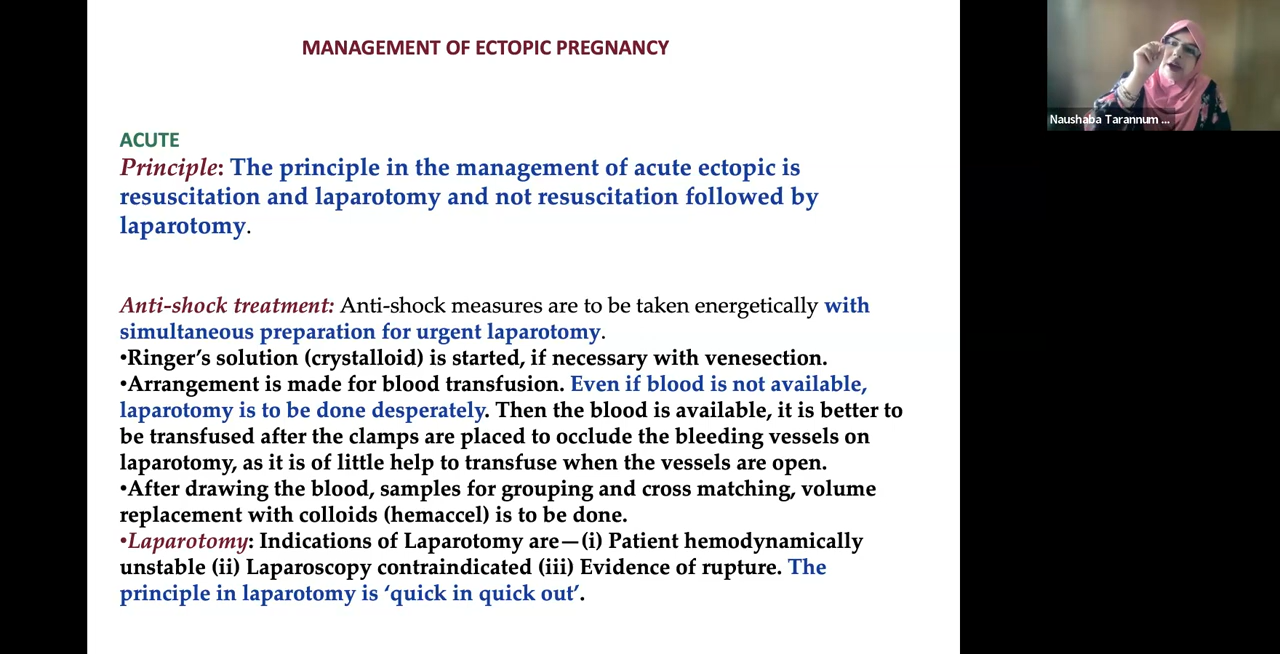 MANAGEMENT OF ECTOPIC PREGNANCY
ACUTE
Principle: The principle in the management of acute ectopic is
resuscitation and laparotomy and not resuscitation followed by
laparotomy.
Anti-shock treatment: Anti-shock measures are to be taken energetically with
simultaneous preparation for urgent laparotomy.
•Ringer’s solution (crystalloid) is started, if necessary with venesection.
•Arrangement is made for blood transfusion. Even if blood is not available,
laparotomy is to be done desperately. Then the blood is available, it is better to
be transfused after the clamps are placed to occlude the bleeding vessels on
laparotomy, as it is of little help to transfuse when the vessels are open.
•After drawing the blood, samples for grouping and cross matching, volume
replacement with colloids (hemaccel) is to be done.
•Laparotomy: Indications of Laparotomy are—(i) Patient hemodynamically
unstable (ii) Laparoscopy contraindicated (iii) Evidence of rupture. The
principle in laparotomy is ‘quick in quick out’.
Naushaba Tarannum ...